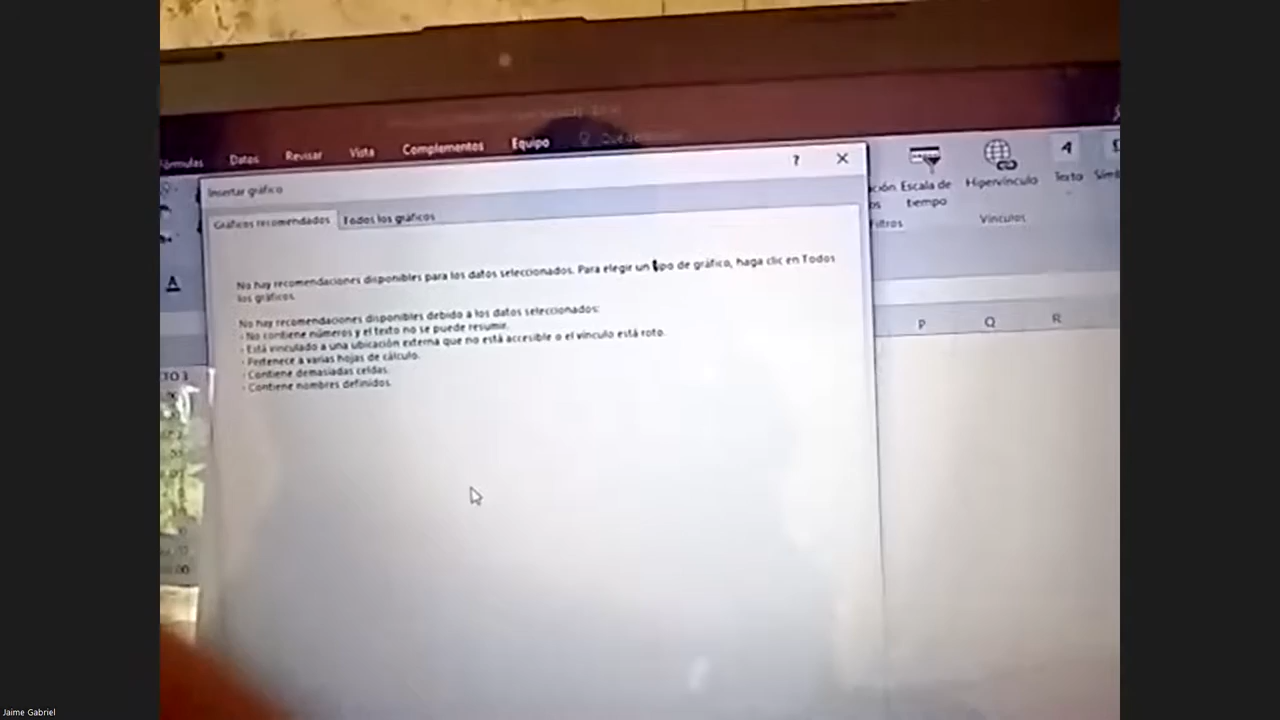 Fórmulas Datos Revisar Vista Complementos Equipo
Insertar gráfico ? ×
Gráficos recomendados Todos los gráficos
No hay recomendaciones disponibles para los datos seleccionados. Para elegir un tipo de gráfico, haga clic en Todos
los gráficos.
No hay recomendaciones disponibles debido a los datos seleccionados:
- No contiene números y el texto no se puede resumir.
- Está vinculado a una ubicación externa que no está accesible o el vínculo está roto.
- Pertenece a varias hojas de cálculo.
- Contiene demasiadas celdas.
- Contiene nombres definidos.
Escala de
tiempo
Hipervínculo
Vínculos
Texto
P Q R
Jaime Gabriel